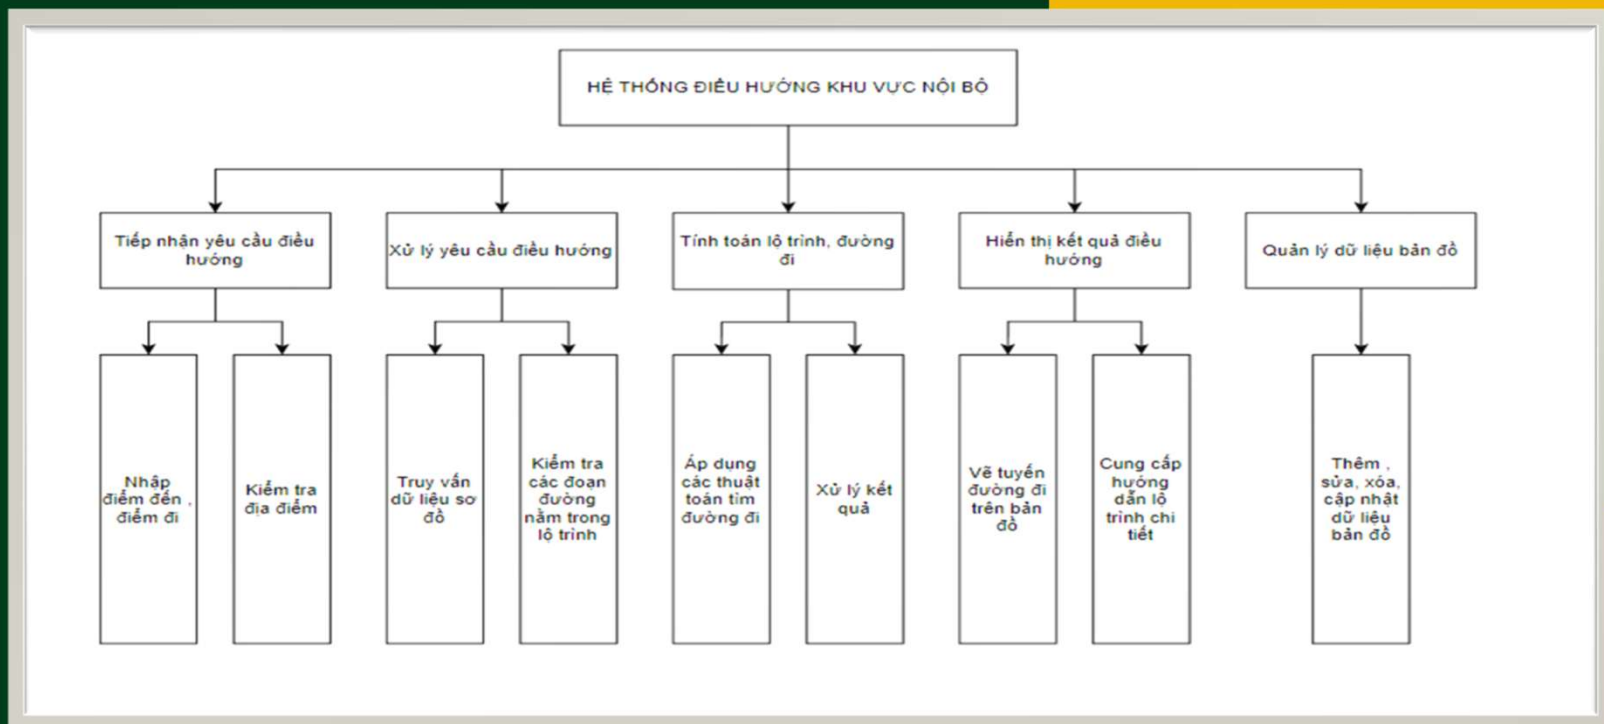 HỆ THỐNG ĐIỀU HƯỚNG KHU VỰC NỘI BỘ
Tiếp nhận yêu cầu điều
hướng
Xử lý yêu cầu điều hướng
Tính toán lộ trình, đường
đi
Hiển thị kết quả điều
hướng
Quản lý dữ liệu bản đồ
Nhập
điểm đến ,
điểm đi
Kiểm tra
địa điểm
Truy vấn
dữ liệu sơ
đồ
Kiểm tra
các đoạn
đường
nằm trong
lộ trình
Áp dụng
các thuật
toán tìm
đường đi
Xử lý kết
quả
Vẽ tuyến
đường đi
trên bản
đồ
Cung cấp
hướng
dẫn lộ
trình chi
tiết
Thêm ,
sửa, xóa,
cập nhật
dữ liệu
bản đồ